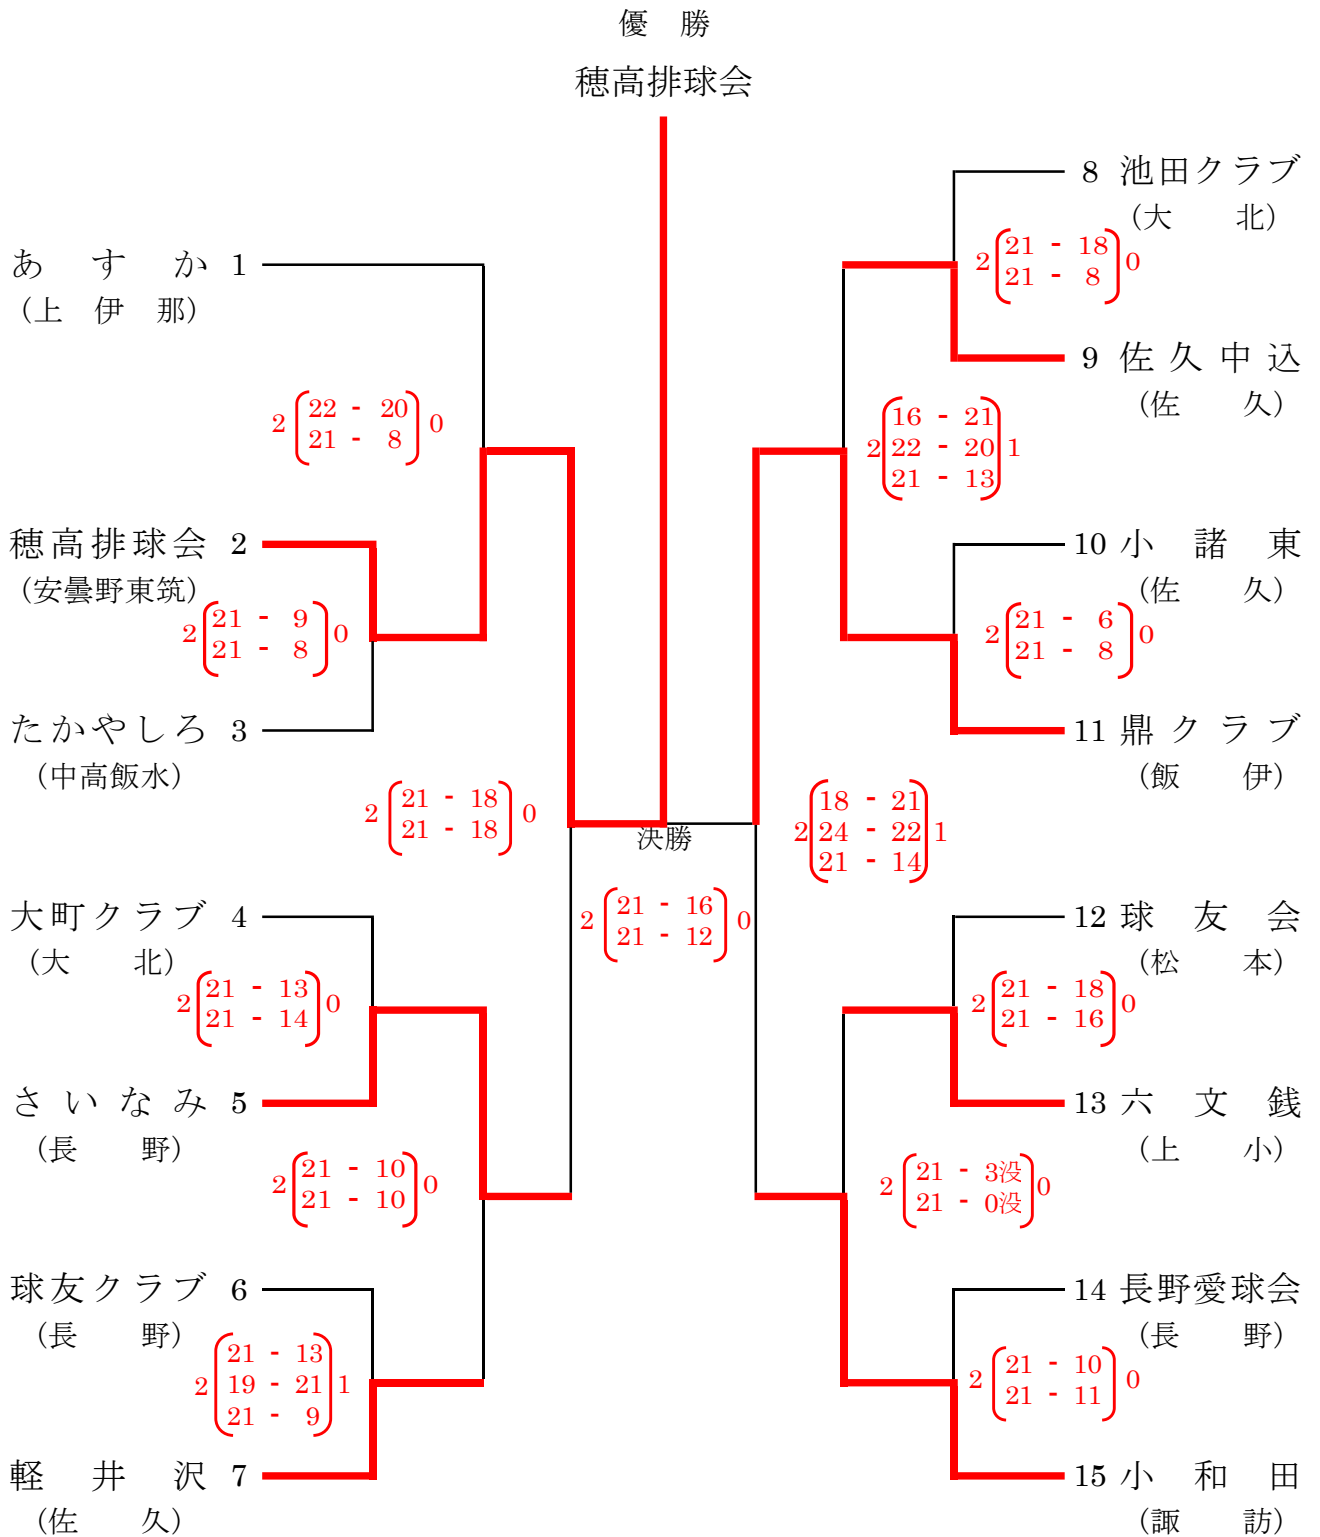 優 勝
穂高排球会
あすか 1
(上伊那)
2 22 - 20 0
21 - 8
穂高排球会 2
(安曇野東筑)
2 21 - 9 0
21 - 8
たかやしろ 3
(中高飯水)
2 21 - 18 0
21 - 18
大町クラブ 4
(大 北)
2 21 - 13 0
21 - 14
さいなみ 5
(長 野)
2 21 - 10 0
21 - 10
球友クラブ 6
(長 野)
21 - 13
2 19 - 21 1
21 - 9
軽井沢 7
(佐 久)
決勝
2 21 - 16 0
21 - 12
8 池田クラブ
(大 北)
2 21 - 18 0
21 - 8
9 佐久中込
(佐 久)
16 - 21
2 22 - 20 1
21 - 13
10 小諸東
(佐 久)
2 21 - 6 0
21 - 8
11 鼎クラブ
(飯 伊)
18 - 21
2 24 - 22 1
21 - 14
12 球友会
(松 本)
2 21 - 18 0
21 - 16
13 六文銭
(上 小)
2 21 - 3没 0
21 - 0没
14 長野愛球会
(長 野)
2 21 - 10 0
21 - 11
15 小和田
(諏 訪)